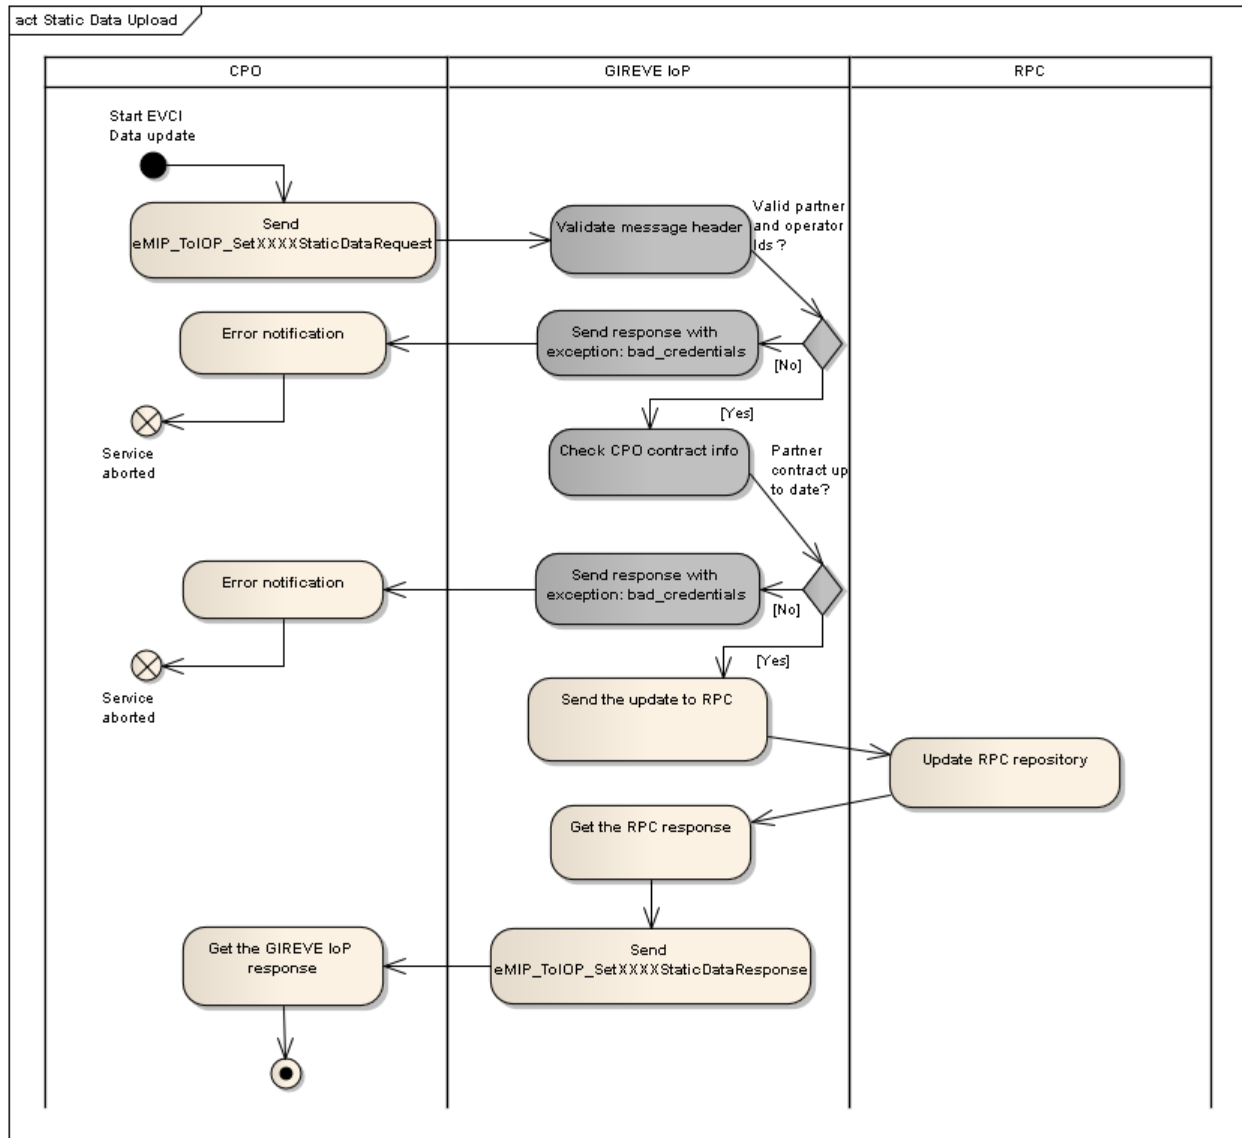 act Static Data Upload
CPO
GIREVE IoP
RPC
Start EVCI
Data update
Send
eMIP_ToIOP_SetXXXXStaticDataRequest
Validate message header
Valid partner
and operator
Ids ?
Error notification
Send response with
exception: bad_credentials
[No]
[Yes]
Service
aborted
Check CPO contract info
Partner
contract up
to date?
Error notification
Send response with
exception: bad_credentials
[No]
[Yes]
Service
aborted
Send the update to RPC
Update RPC repository
Get the RPC response
Get the GIREVE IoP
response
Send
eMIP_ToIOP_SetXXXXStaticDataResponse